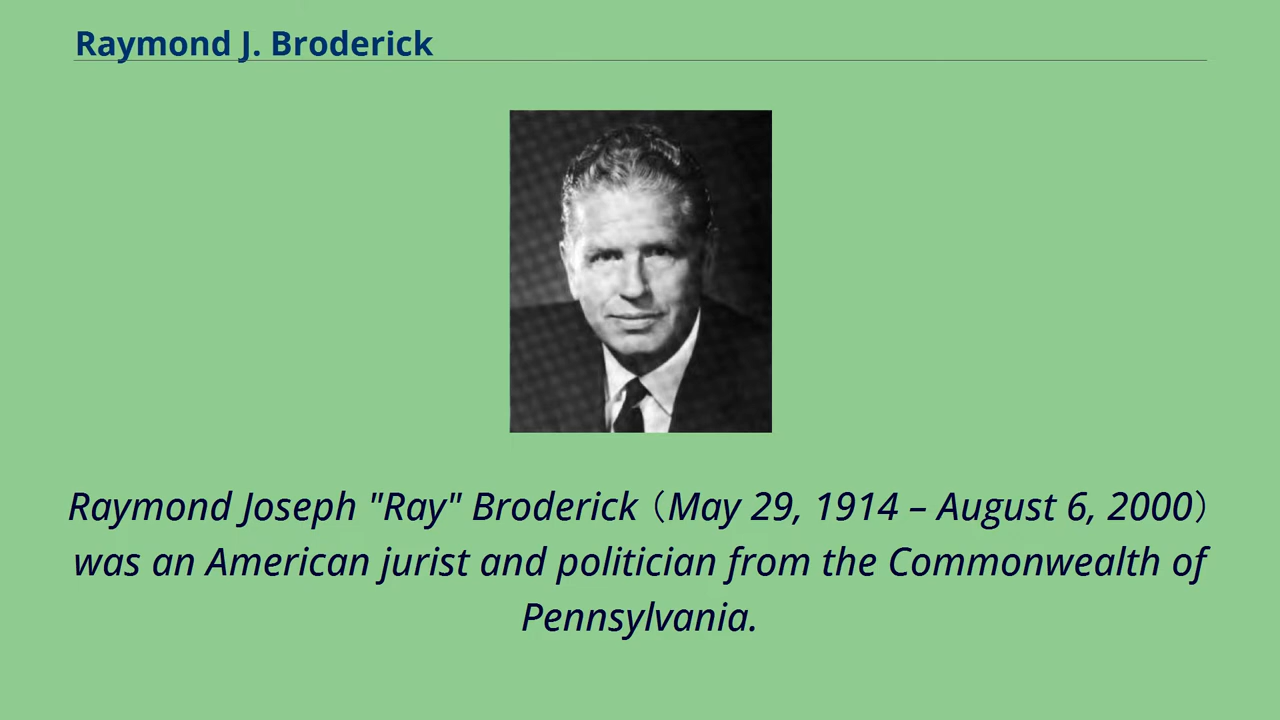 Raymond J. Broderick
Raymond Joseph "Ray" Broderick（May 29, 1914 – August 6, 2000）
was an American jurist and politician from the Commonwealth of
Pennsylvania.